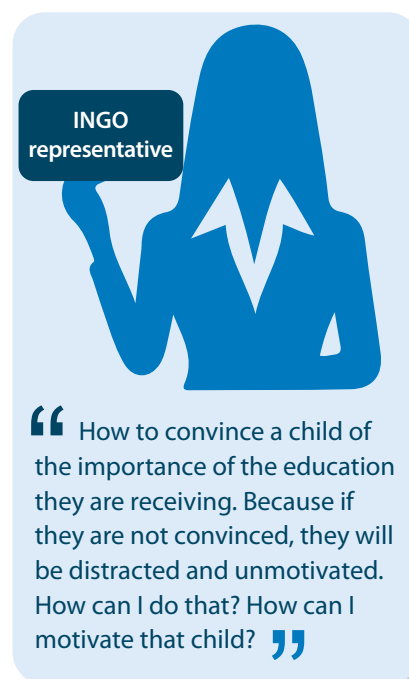 INGO
representative
“ How to convince a child of
the importance of the education
they are receiving. Because if
they are not convinced, they will
be distracted and unmotivated.
How can I do that? How can I
motivate that child? ”